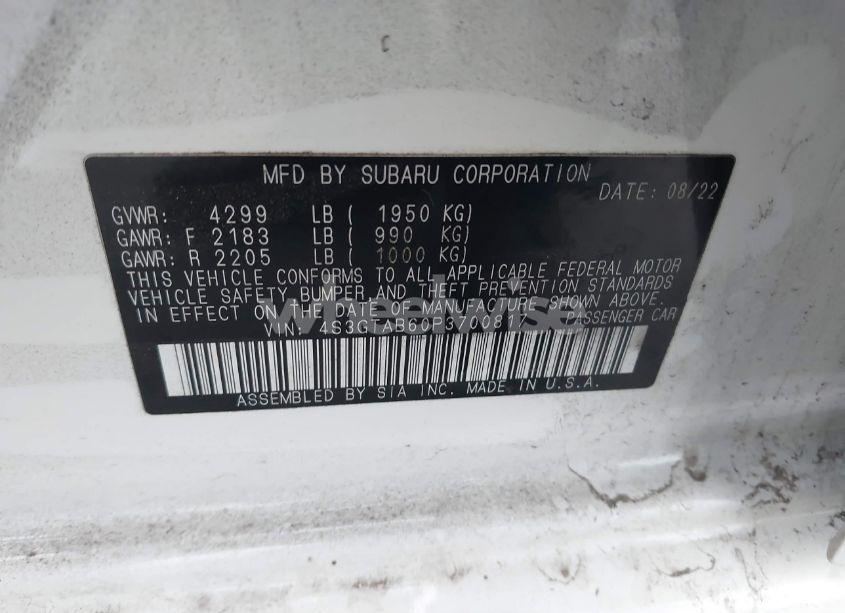 MFD BY SUBARU CORPORATION
DATE: 08/22
GVWR: 4299 LB ( 1950 KG)
GAWR: F 2183 LB ( 990 KG)
GAWR: R 2205 LB ( 1000 KG)
THIS VEHICLE CONFORMS TO ALL APPLICABLE FEDERAL MOTOR
VEHICLE SAFETY BUMPER AND THEFT PREVENTION STANDARDS
IN EFFECT ON THE DATE OF MANUFACTURE SHOWN ABOVE.
VIN: PASSENGER CAR
ASSEMBLED BY SIA INC. MADE IN U.S.A.
wheelwise